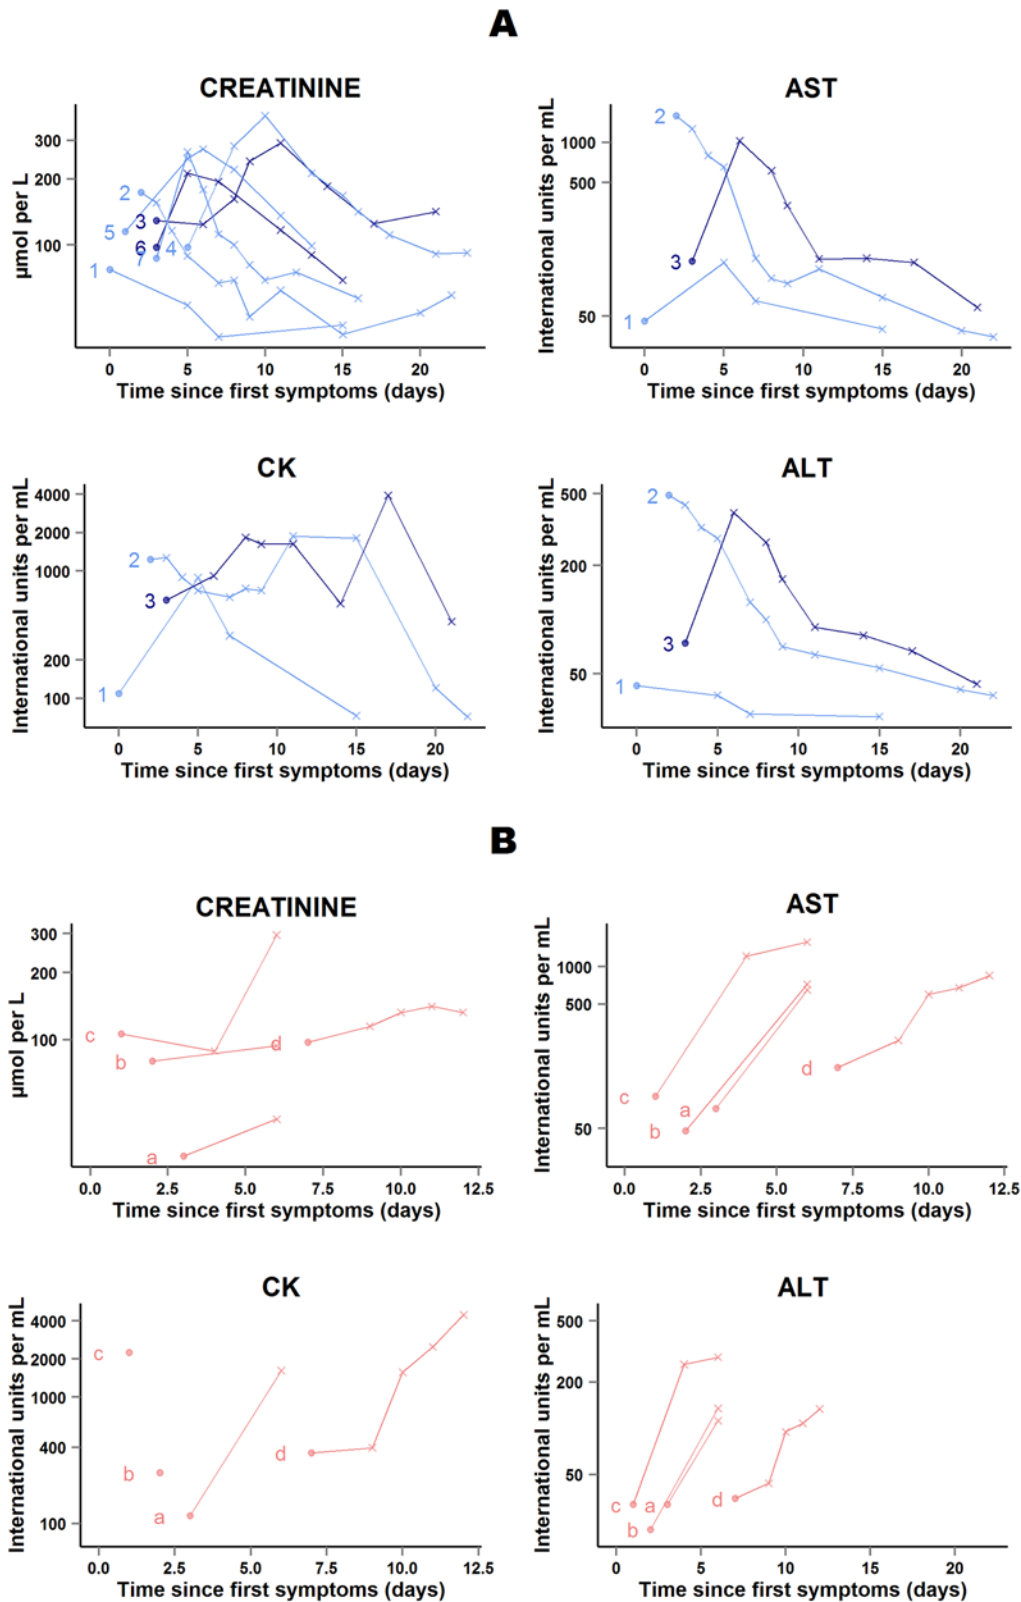 A
CREATININE
AST
µmol per L
300
200
100
2
5
3
6
7
4
1
0
5
10
15
20
Time since first symptoms (days)
International units per mL
1000
500
50
2
3
1
0
5
10
15
20
Time since first symptoms (days)
CK
ALT
International units per mL
4000
2000
1000
200
100
2
3
1
0
5
10
15
20
Time since first symptoms (days)
International units per mL
500
200
50
2
3
1
0
5
10
15
20
Time since first symptoms (days)
B
CREATININE
AST
µmol per L
300
200
100
c
b
d
a
0.0
2.5
5.0
7.5
10.0
12.5
Time since first symptoms (days)
International units per mL
1000
500
50
c
a
b
d
0.0
2.5
5.0
7.5
10.0
12.5
Time since first symptoms (days)
CK
ALT
International units per mL
4000
2000
1000
400
100
c
b
a
d
0.0
2.5
5.0
7.5
10.0
12.5
Time since first symptoms (days)
International units per mL
500
200
50
c
a
b
d
0
5
10
15
20
Time since first symptoms (days)